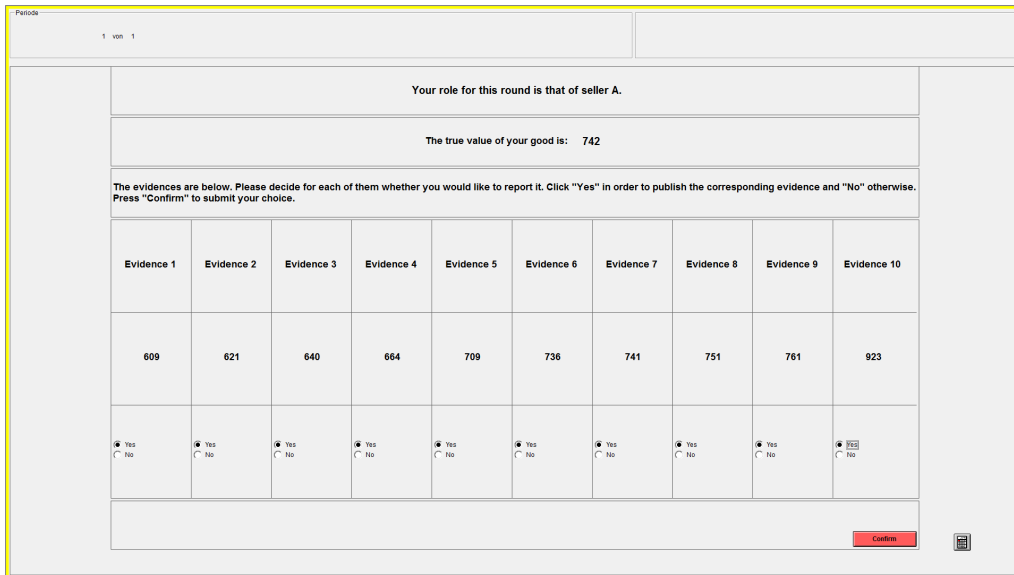 Periode
1 von 1
Your role for this round is that of seller A.
The true value of your good is: 742
The evidences are below. Please decide for each of them whether you would like to report it. Click "Yes" in order to publish the corresponding evidence and "No" otherwise.
Press "Confirm" to submit your choice.
Evidence 1 Evidence 2 Evidence 3 Evidence 4 Evidence 5 Evidence 6 Evidence 7 Evidence 8 Evidence 9 Evidence 10
609 621 640 664 709 736 741 751 761 923
Yes Yes Yes Yes Yes Yes Yes Yes Yes Yes
No No No No No No No No No No
Confirm